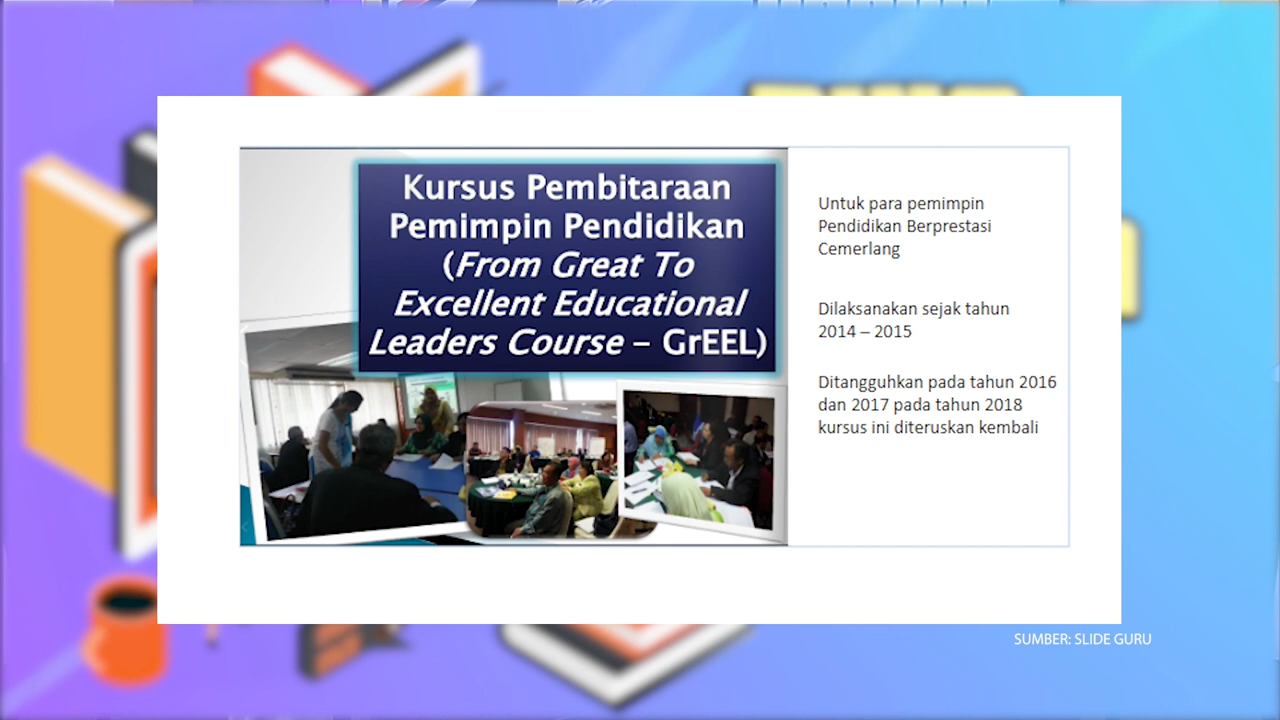 Kursus Pembitaraan
Pemimpin Pendidikan
(From Great To
Excellent Educational
Leaders Course – GrEEL)
Untuk para pemimpin
Pendidikan Berprestasi
Cemerlang
Dilaksanakan sejak tahun
2014 – 2015
Ditangguhkan pada tahun 2016
dan 2017 pada tahun 2018
kursus ini diteruskan kembali
SUMBER: SLIDE GURU